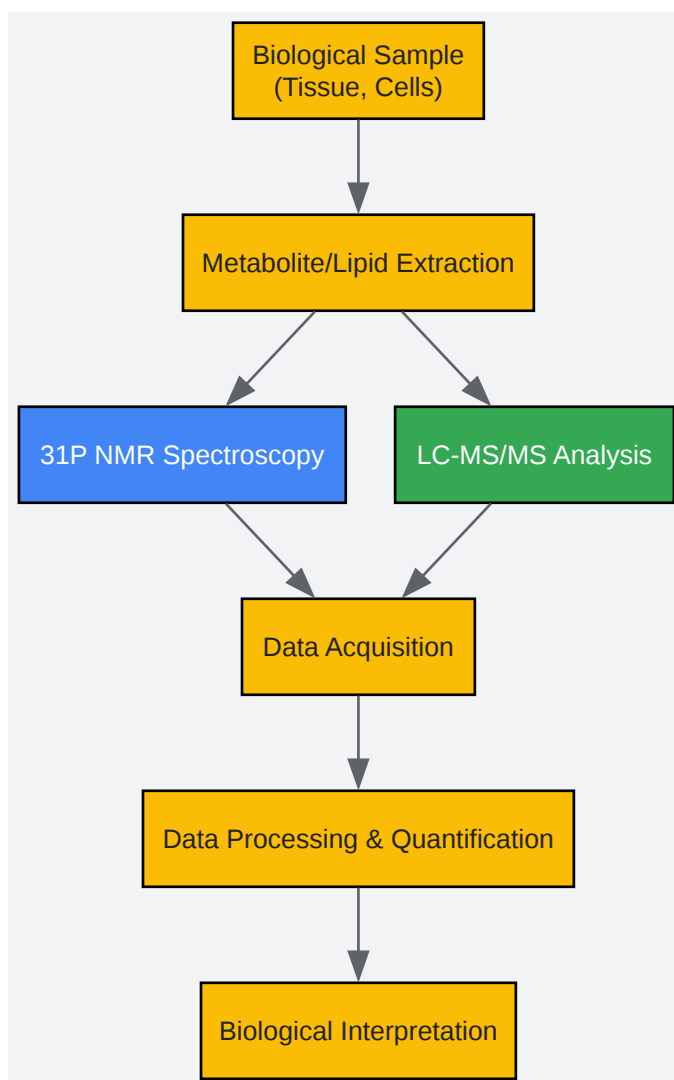 Biological Sample
(Tissue, Cells)
Metabolite/Lipid Extraction
31P NMR Spectroscopy
LC-MS/MS Analysis
Data Acquisition
Data Processing & Quantification
Biological Interpretation